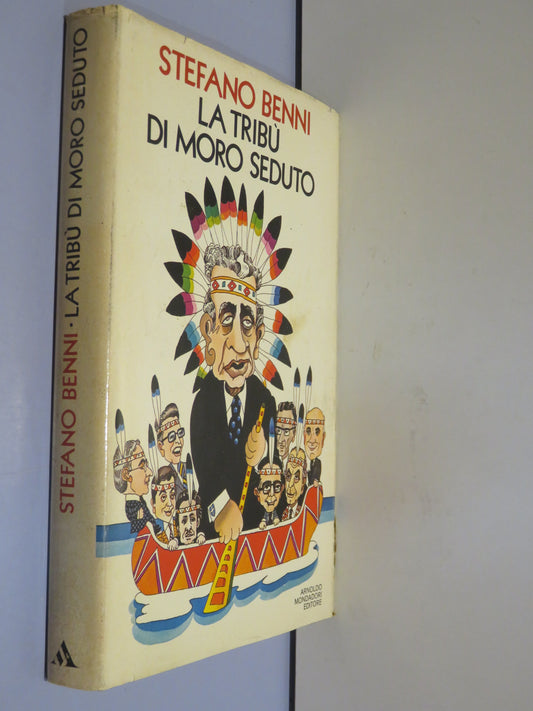 STEFANO BENNI
LA TRIBÙ
DI MORO SEDUTO
ARNOLDO
MONDADORI
EDITORE
STEFANO BENNI · LA TRIBÙ DI MORO SEDUTO